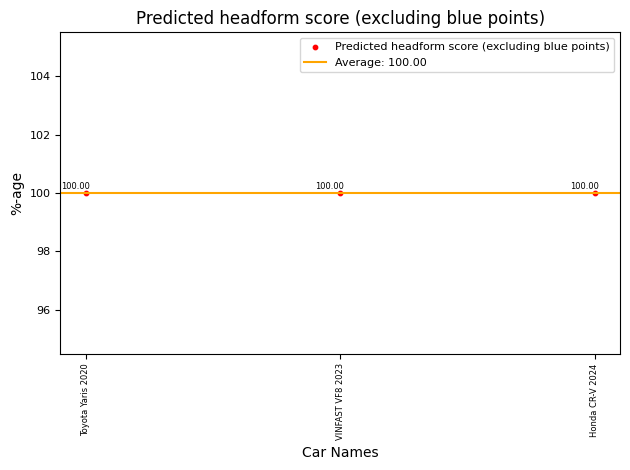 Predicted headform score (excluding blue points)
Predicted headform score (excluding blue points)
Average: 100.00
%-age
104
102
100
98
96
100.00
100.00
100.00
Toyota Yaris 2020
VINFAST VF8 2023
Honda CR-V 2024
Car Names